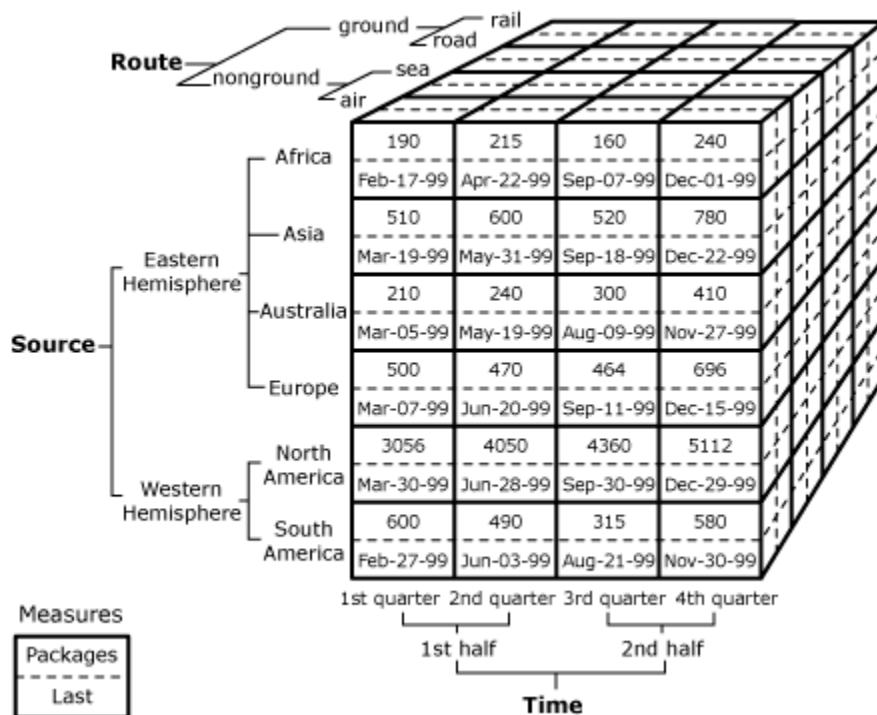 ground
rail
road
Route
nonground
sea
air
190 215 160 240
Africa
Feb-17-99 Apr-22-99 Sep-07-99 Dec-01-99
510 600 520 780
Asia
Mar-19-99 May-31-99 Sep-18-99 Dec-22-99
Eastern
Hemisphere
210 240 300 410
Australia
Mar-05-99 May-19-99 Aug-09-99 Nov-27-99
Source
500 470 464 696
Europe
Mar-07-99 Jun-20-99 Sep-11-99 Dec-15-99
3056 4050 4360 5112
North
America
Mar-30-99 Jun-28-99 Sep-30-99 Dec-29-99
Western
Hemisphere
600 490 315 580
South
America
Feb-27-99 Jun-03-99 Aug-21-99 Nov-30-99
1st quarter 2nd quarter 3rd quarter 4th quarter
1st half 2nd half
Time
Measures
Packages
Last